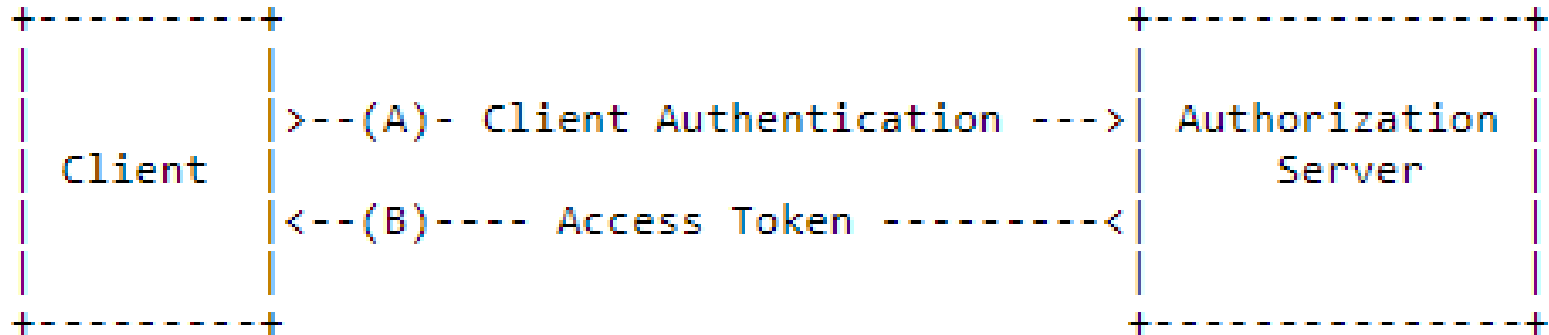 +---------+                                  +---------------+
|         |                                  |               |
|         |>--(A)- Client Authentication --->| Authorization |
| Client  |                                  |     Server    |
|         |<--(B)---- Access Token ---------<|               |
|         |                                  |               |
+---------+                                  +---------------+